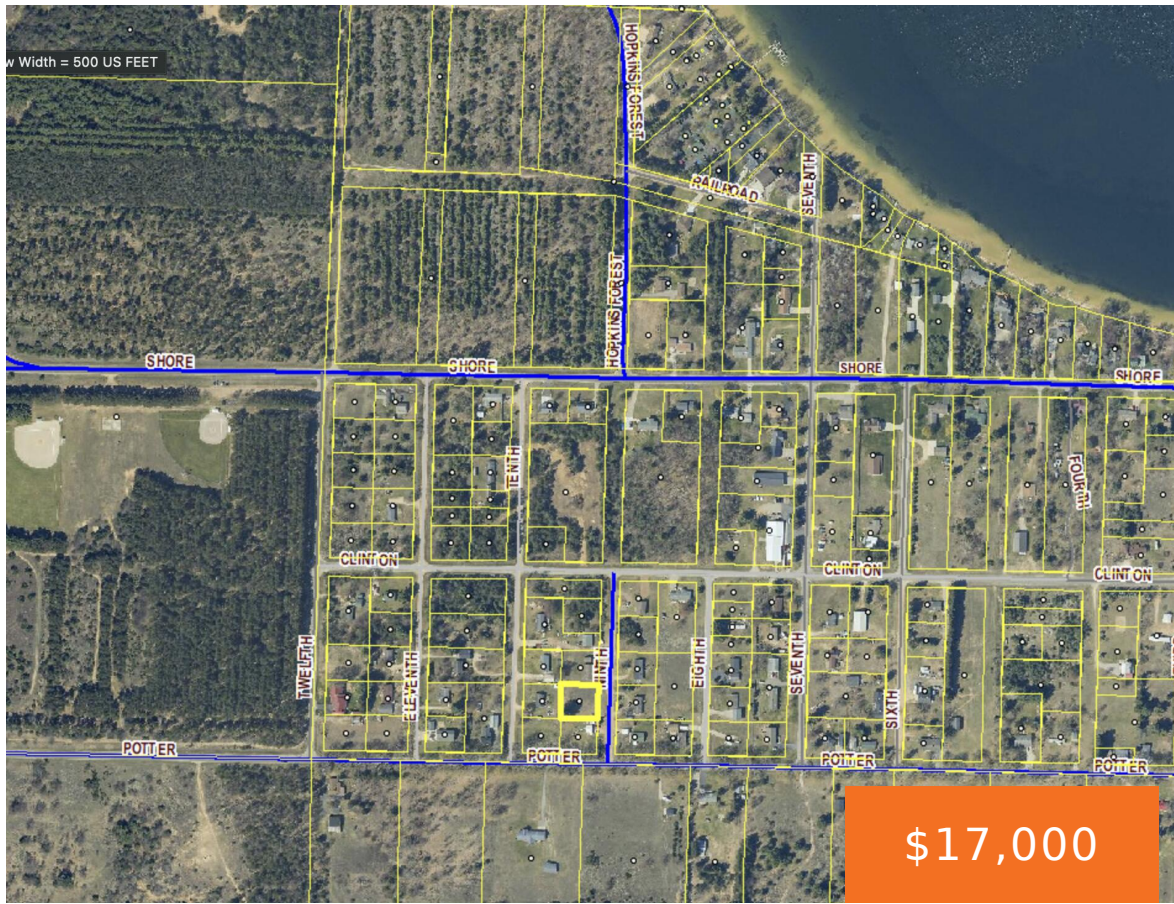 HOPKINS FOREST
w Width = 500 US FEET
RAILROAD
SEVENTH
HOPKINS FOREST
SHORE
SHORE
SHORE
SHORE
TENTH
FOURTH
CLINTON
CLINTON
CLINTON
TWELFTH
ELEVENTH
NINTH
EIGHTH
SEVENTH
SIXTH
POTTER
POTTER
POTTER
POTTER
$17,000